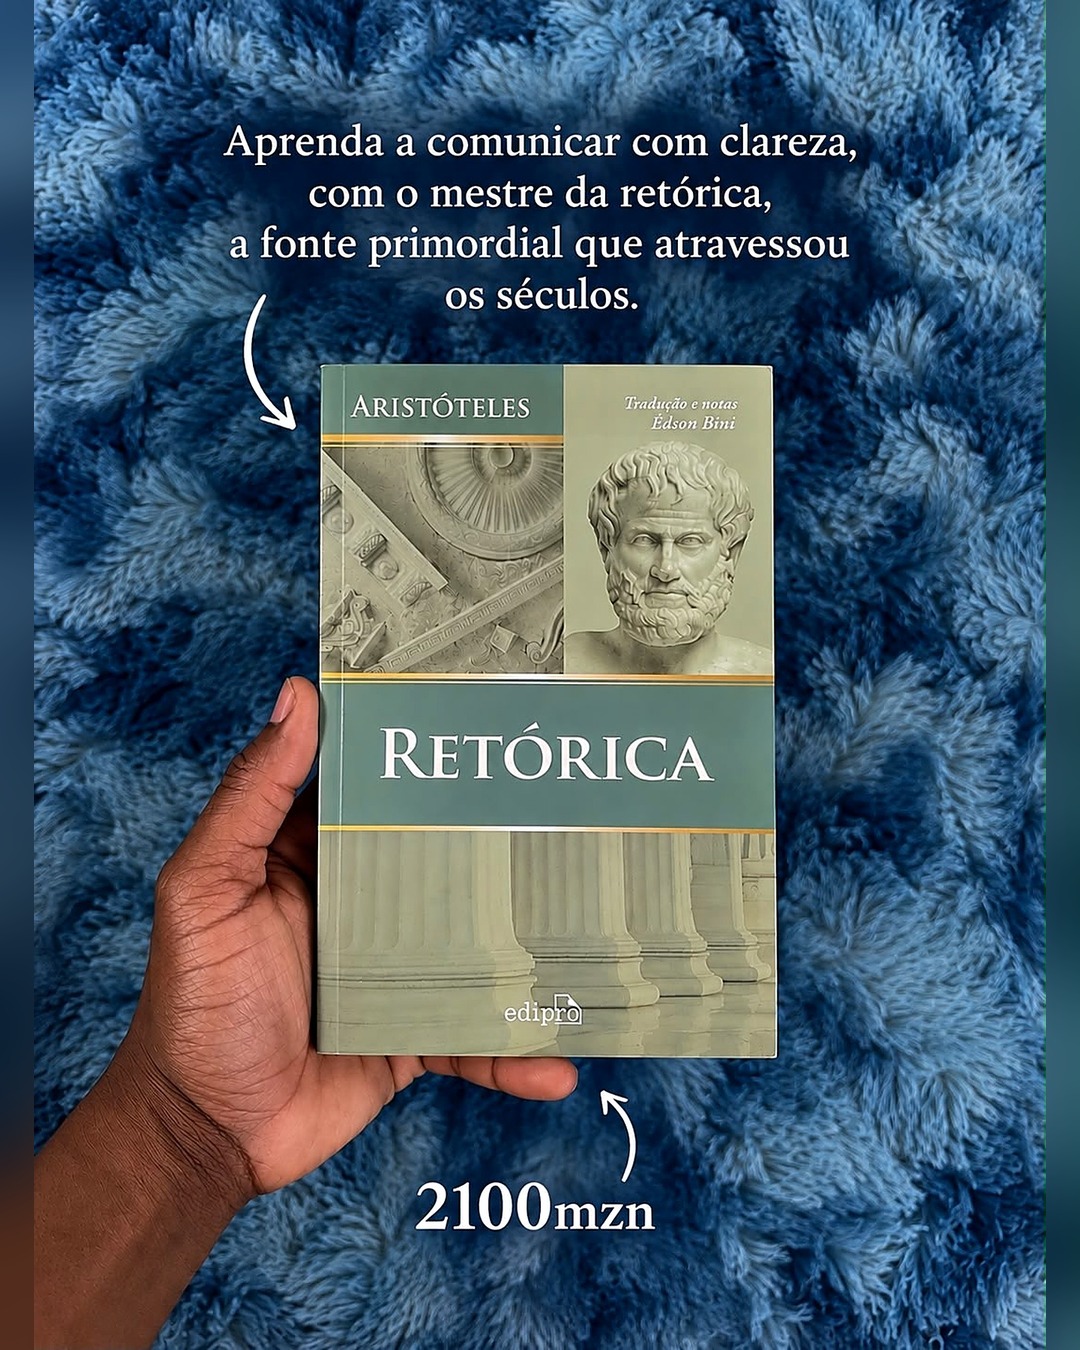 Aprenda a comunicar com clareza,
com o mestre da retórica,
a fonte primordial que atravessou
os séculos.
ARISTÓTELES
Tradução e notas
Édson Bini
RETÓRICA
edipro
2100mzn